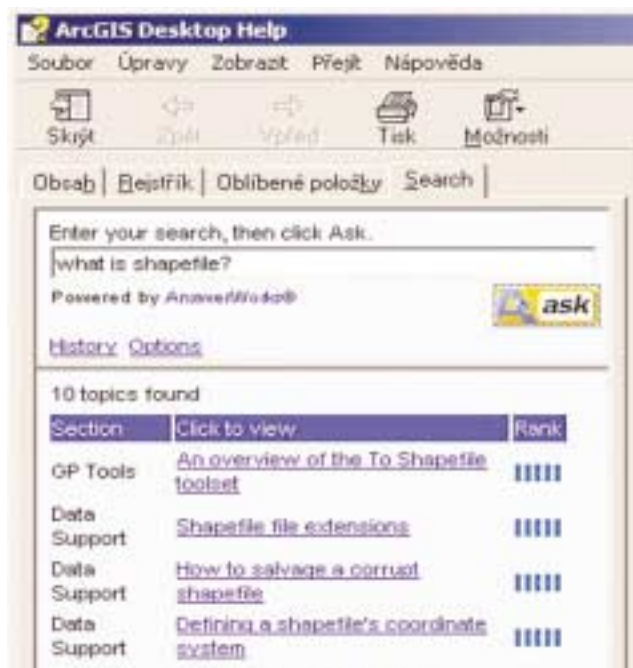 ArcGIS Desktop Help
Soubor Úpravy Zobrazit Přejít Nápověda
Skrýt Zpět Vpřed Tisk Možnosti
Obsah Rejstřík Oblíbené položky Search
Enter your search, then click Ask.
what is shapefile?
Powered by AnswerWorks®
ask
History Options
10 topics found
Section Click to view Rank
GP Tools An overview of the To Shapefile
toolset
Data
Support Shapefile file extensions
Data
Support How to salvage a corrupt
shapefile
Data
Support Defining a shapefile's coordinate
system